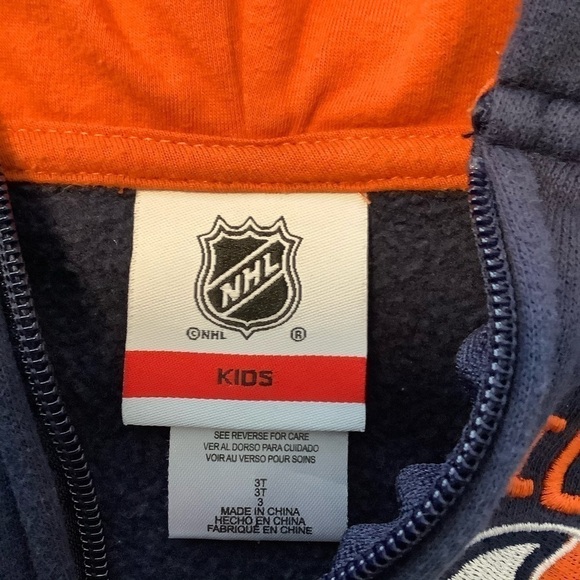 NHL
©NHL ®
KIDS
SEE REVERSE FOR CARE
VER AL DORSO PARA CUIDADO
VOIR AU VERSO POUR SOINS
3T
3T
3
MADE IN CHINA
HECHO EN CHINA
FABRIQUÉ EN CHINE